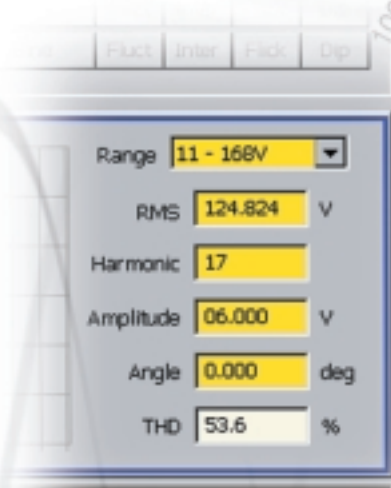 Fluct Inter Flick Dip
Range 11 - 168V
RMS 124.824 V
Harmonic 17
Amplitude 06.000 V
Angle 0.000 deg
THD 53.6 %